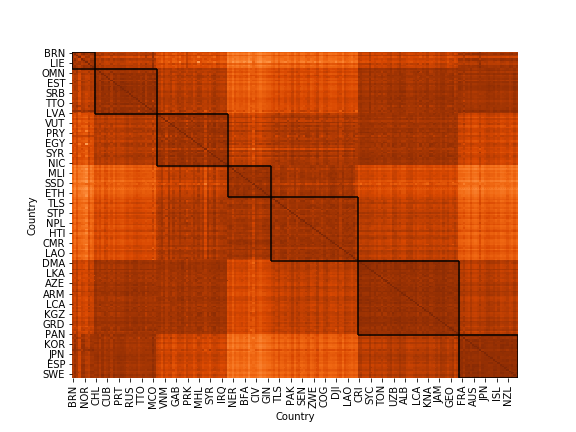 BRN
LIE
OMN
EST
SRB
TTO
LVA
VUT
PRY
EGY
SYR
NIC
MLI
SSD
ETH
TLS
STP
NPL
HTI
CMR
LAO
DMA
LKA
AZE
ARM
LCA
KGZ
GRD
PAN
KOR
JPN
ESP
SWE
Country
BRN NOR CHL CUB PRT RUS TTO MCO VNM GAB PRK MHL SYR IRQ NER BFA CIV GIN TLS PAK SEN ZWE COG DJI LAO CRI SYC TON UZB ALB LCA KNA JAM GEO FRA AUS JPN ISL NZL
Country